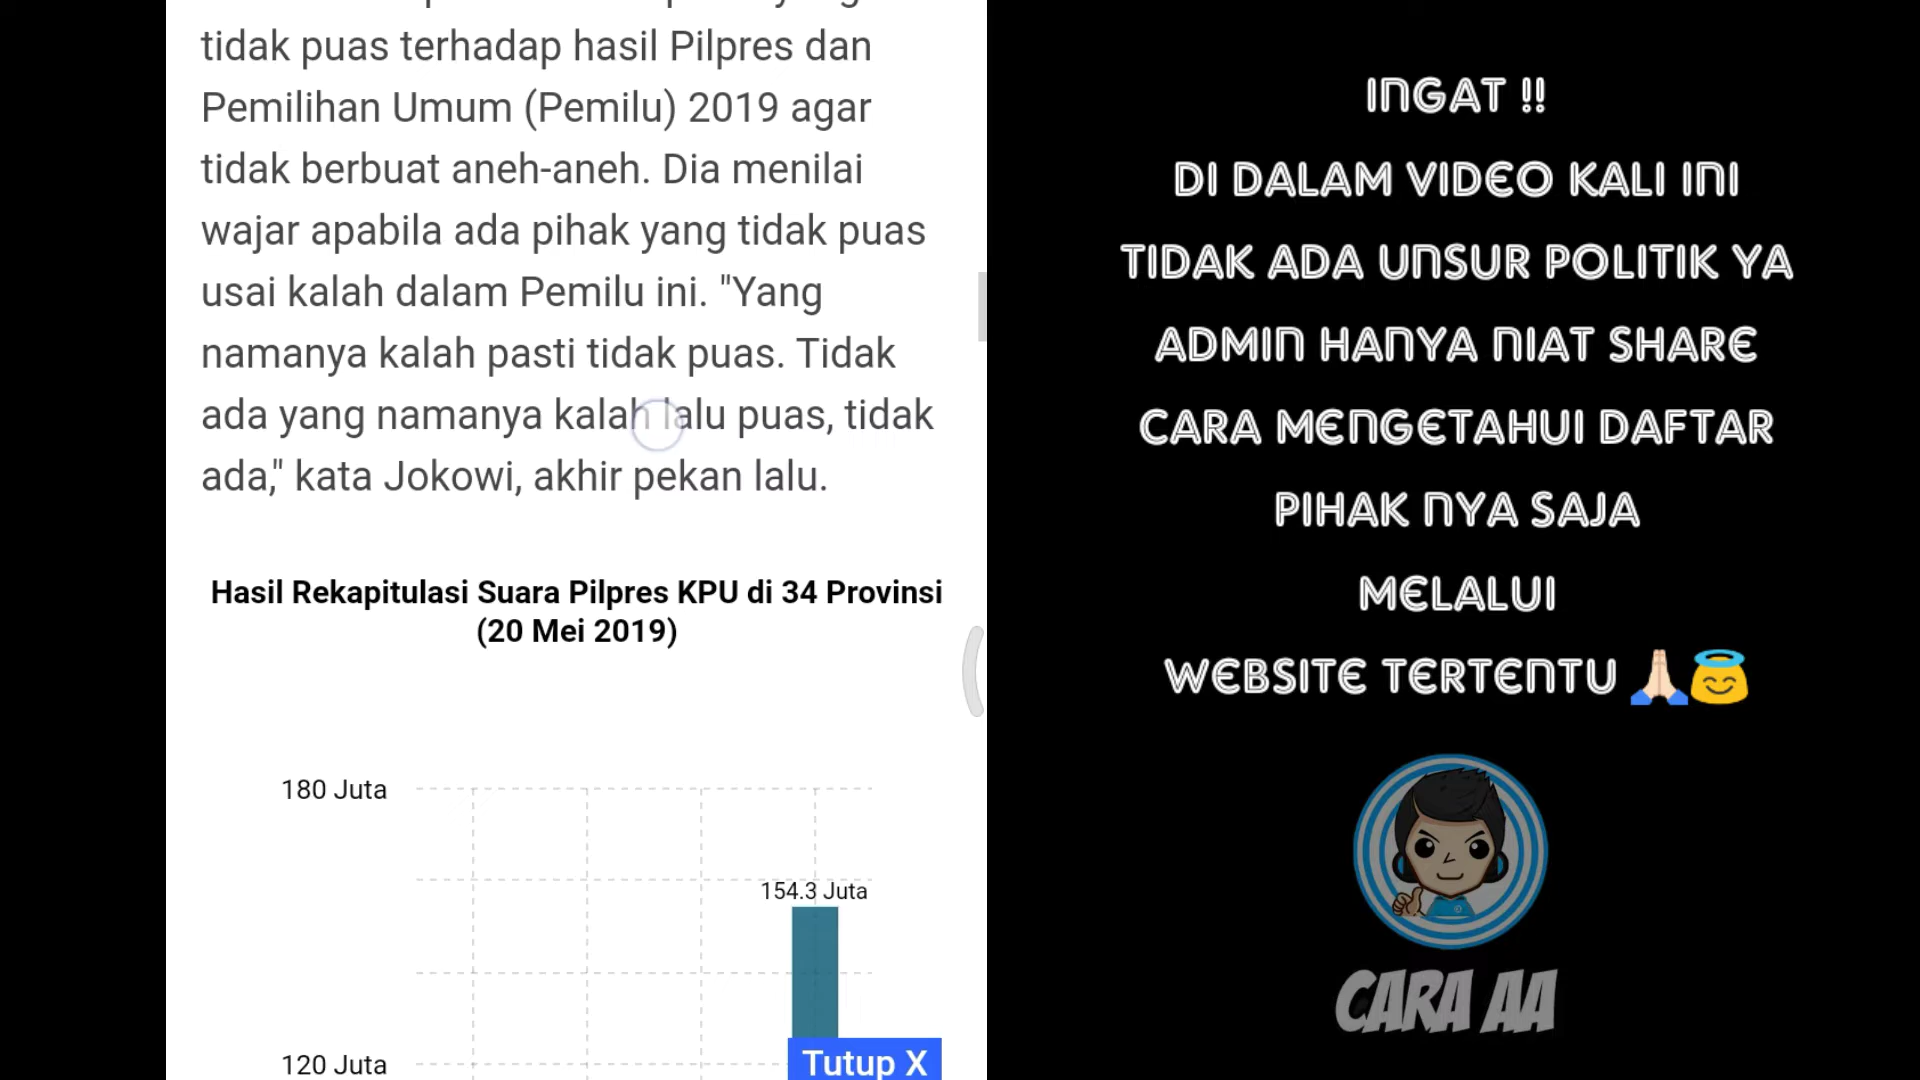 tidak puas terhadap hasil Pilpres dan
Pemilihan Umum (Pemilu) 2019 agar
tidak berbuat aneh-aneh. Dia menilai
wajar apabila ada pihak yang tidak puas
usai kalah dalam Pemilu ini. "Yang
namanya kalah pasti tidak puas. Tidak
ada yang namanya kalah lalu puas, tidak
ada," kata Jokowi, akhir pekan lalu.
Hasil Rekapitulasi Suara Pilpres KPU di 34 Provinsi
(20 Mei 2019)
180 Juta
154.3 Juta
120 Juta
Tutup X
INGAT !!
DI DALAM VIDEO KALI INI
TIDAK ADA UNSUR POLITIK YA
ADMIN HANYA NIAT SHARE
CARA MENGETAHUI DAFTAR
PIHAK NYA SAJA
MELALUI
WEBSITE TERTENTU 🙏😇
CARA AA